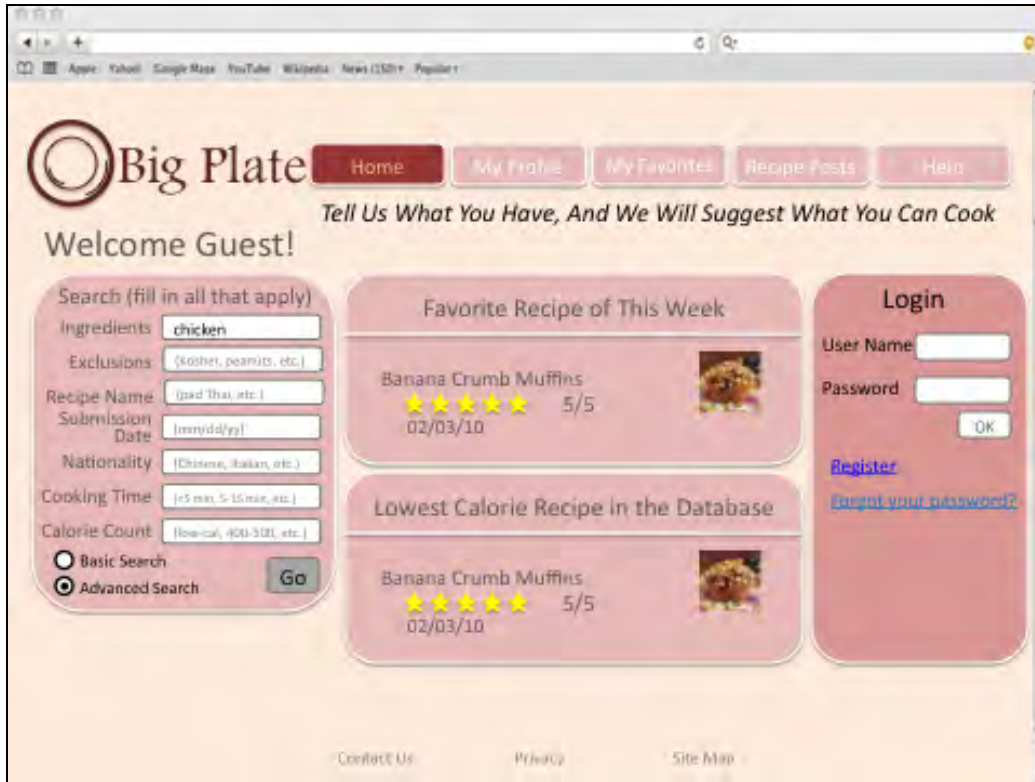 Apple Yahoo! Google Maps YouTube Wikipedia News (150) Popular
Big Plate
Home My Profile My Favorites Recipe Posts Help
Tell Us What You Have, And We Will Suggest What You Can Cook
Welcome Guest!
Search (fill in all that apply)
Ingredients chicken
Exclusions (kosher, peanuts, etc.)
Recipe Name (pad Thai, etc.)
Submission
Date (mm/dd/yy)
Nationality (Chinese, Italian, etc.)
Cooking Time (<5 min, 5-15 min, etc.)
Calorie Count (low-cal, 400-500, etc.)
Basic Search
Advanced Search
Go
Favorite Recipe of This Week
Banana Crumb Muffins
5/5
02/03/10
Lowest Calorie Recipe in the Database
Banana Crumb Muffins
5/5
02/03/10
Login
User Name
Password
OK
Register
Forgot your password?
Contact Us Privacy Site Map